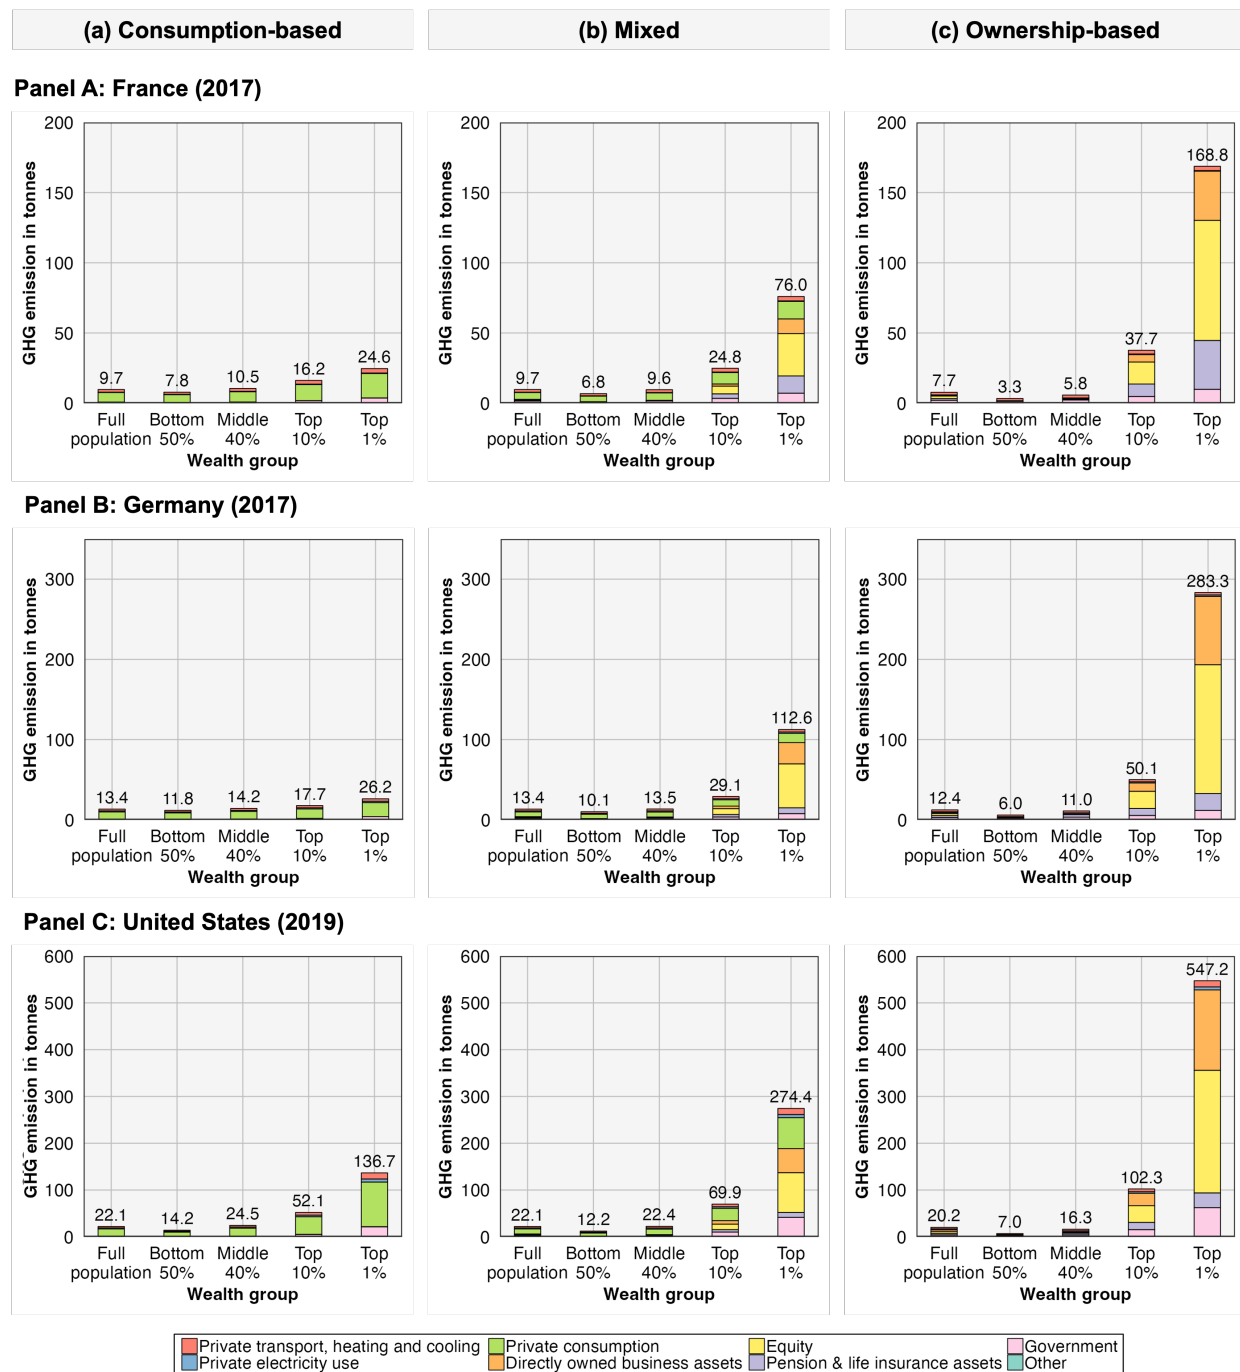 (a) Consumption-based
(b) Mixed
(c) Ownership-based
Panel A: France (2017)
GHG emission in tonnes
200
150
100
50
0
9.7
7.8
10.5
16.2
24.6
Full population
Bottom 50%
Middle 40%
Top 10%
Top 1%
Wealth group
GHG emission in tonnes
200
150
100
50
0
9.7
6.8
9.6
24.8
76.0
Full population
Bottom 50%
Middle 40%
Top 10%
Top 1%
Wealth group
GHG emission in tonnes
200
150
100
50
0
7.7
3.3
5.8
37.7
168.8
Full population
Bottom 50%
Middle 40%
Top 10%
Top 1%
Wealth group
Panel B: Germany (2017)
GHG emission in tonnes
300
200
100
0
13.4
11.8
14.2
17.7
26.2
Full population
Bottom 50%
Middle 40%
Top 10%
Top 1%
Wealth group
GHG emission in tonnes
300
200
100
0
13.4
10.1
13.5
29.1
112.6
Full population
Bottom 50%
Middle 40%
Top 10%
Top 1%
Wealth group
GHG emission in tonnes
300
200
100
0
12.4
6.0
11.0
50.1
283.3
Full population
Bottom 50%
Middle 40%
Top 10%
Top 1%
Wealth group
Panel C: United States (2019)
GHG emission in tonnes
600
500
400
300
200
100
0
22.1
14.2
24.5
52.1
136.7
Full population
Bottom 50%
Middle 40%
Top 10%
Top 1%
Wealth group
GHG emission in tonnes
600
500
400
300
200
100
0
22.1
12.2
22.4
69.9
274.4
Full population
Bottom 50%
Middle 40%
Top 10%
Top 1%
Wealth group
GHG emission in tonnes
600
500
400
300
200
100
0
20.2
7.0
16.3
102.3
547.2
Full population
Bottom 50%
Middle 40%
Top 10%
Top 1%
Wealth group
Private transport, heating and cooling
Private consumption
Equity
Government
Private electricity use
Directly owned business assets
Pension & life insurance assets
Other